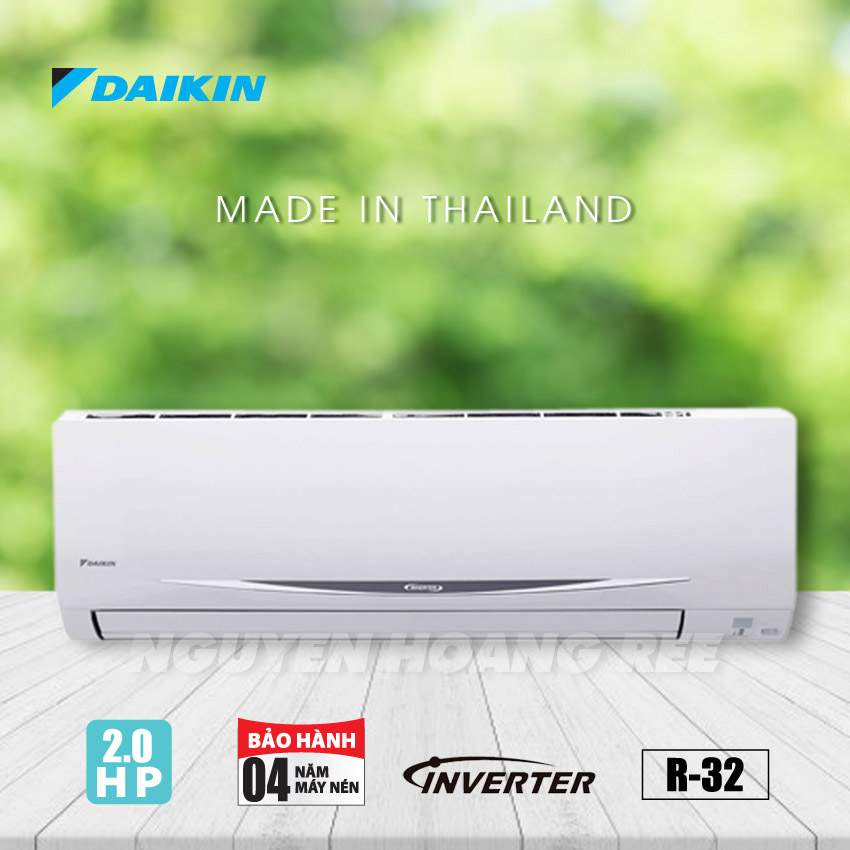 DAIKIN
MADE IN THAILAND
DAIKIN
INVERTER
NGUYEN HOANG REE
2.0
HP
BẢO HÀNH
04 NĂM
MÁY NÉN
INVERTER
R-32